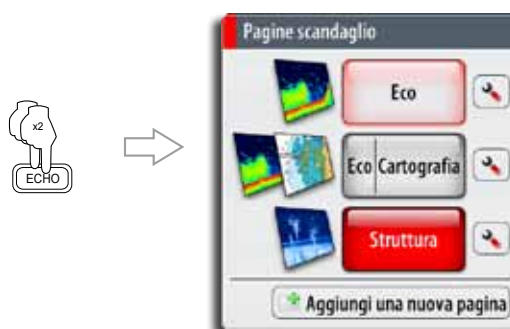 Pagine scandaglio
x2
ECHO
Eco
Eco Cartografia
Struttura
Aggiungi una nuova pagina